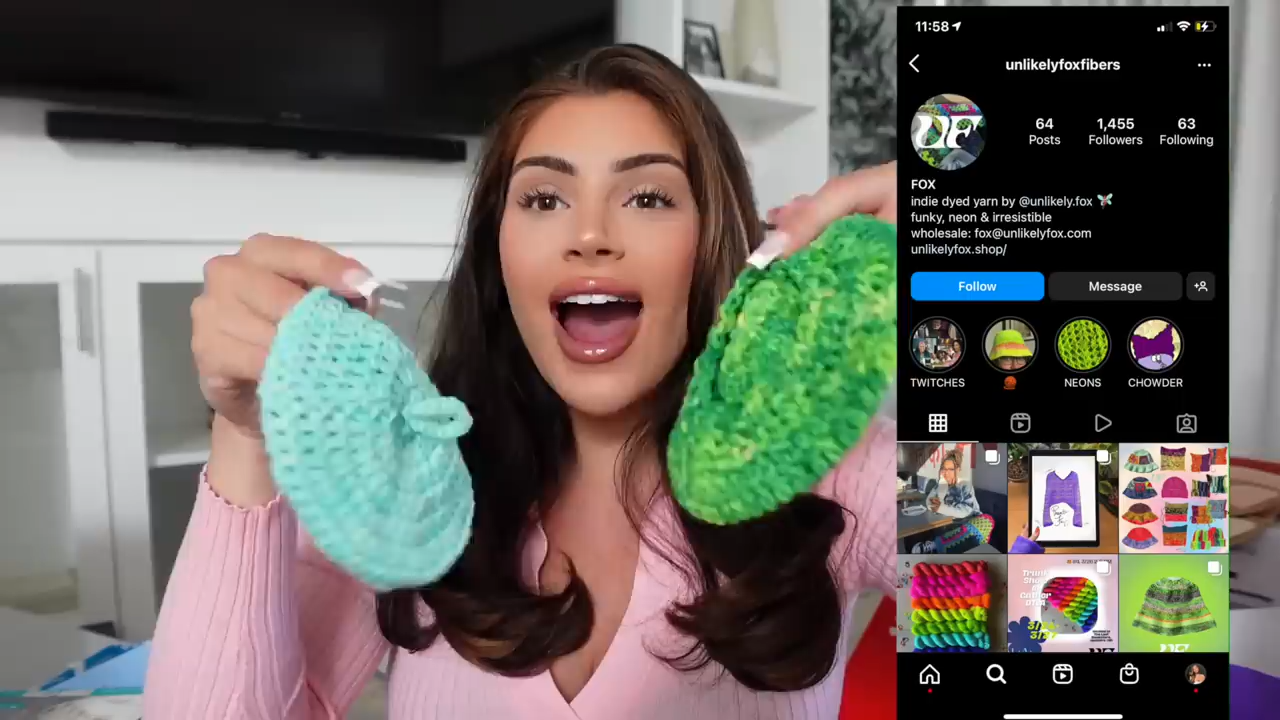 11:58
unlikelyfoxfibers
UF
64
1,455
63
Posts
Followers
Following
FOX
indie dyed yarn by @unlikely.fox
funky, neon & irresistible
wholesale: fox@unlikelyfox.com
unlikelyfox.shop/
Follow
Message
TWITCHES
NEONS
CHOWDER